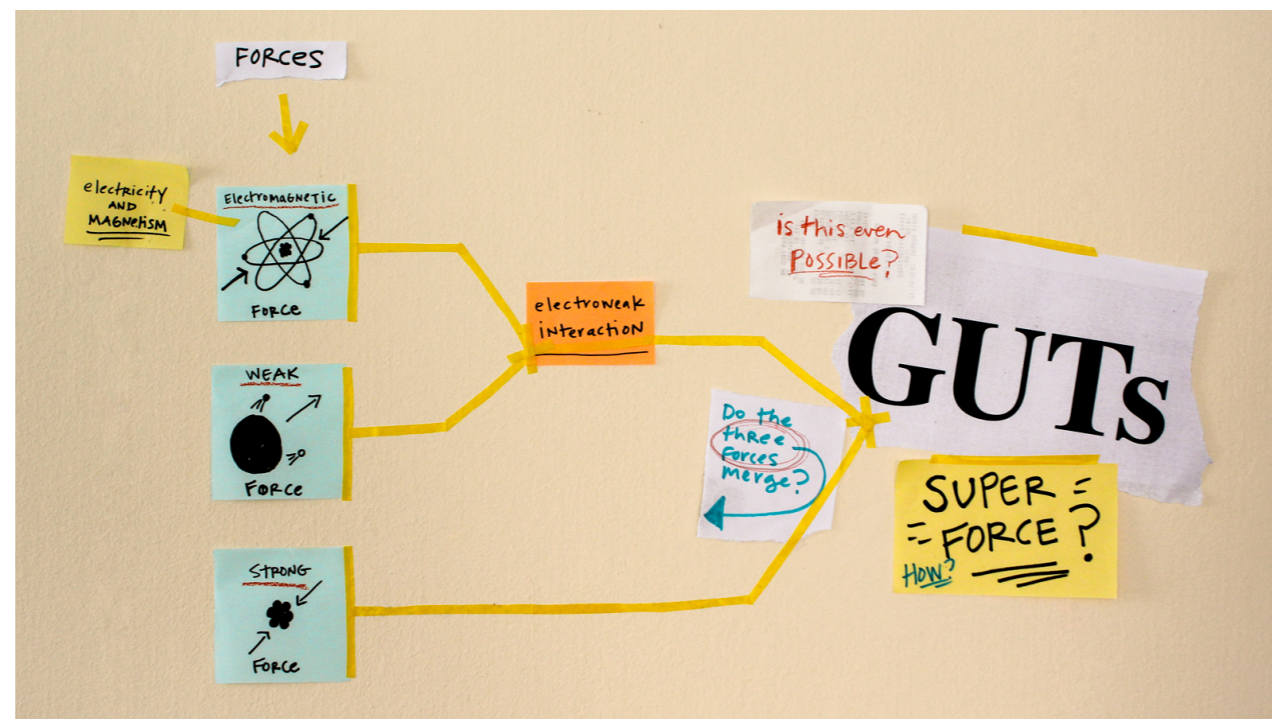 FORCES
electricity
AND
MAGNETISM
ELECTROMAGNETIC
FORCE
WEAK
FORCE
STRONG
FORCE
electroweak
INTERACTION
is this even
POSSIBLE?
GUTs
Do the
three
Forces
merge?
SUPER
FORCE?
HOW?